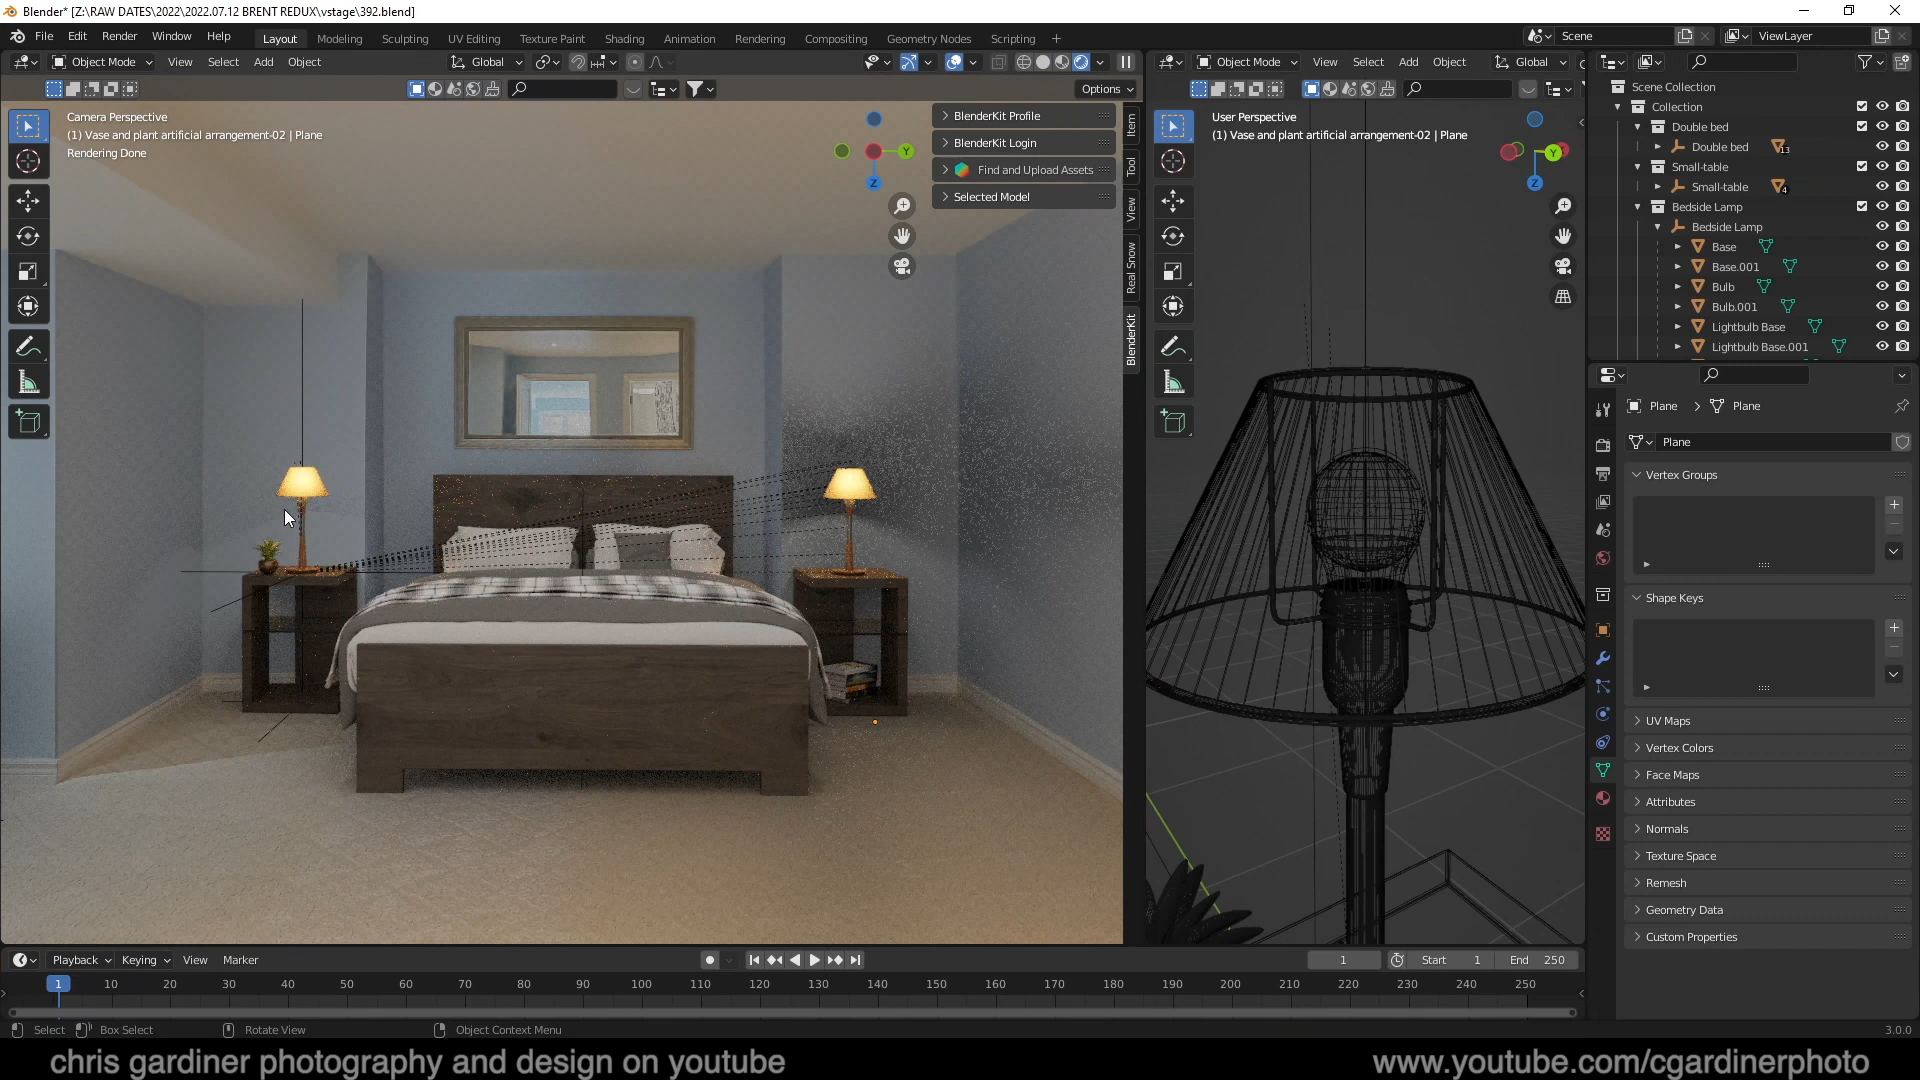 Blender* [Z:\RAW DATES\2022\2022.07.12 BRENT REDUX\vstage\392.blend]
File Edit Render Window Help Layout Modeling Sculpting UV Editing Texture Paint Shading Animation Rendering Compositing Geometry Nodes Scripting + Scene ViewLayer
Object Mode View Select Add Object Global Object Mode View Select Add Object Global
Options
Camera Perspective
(1) Vase and plant artificial arrangement-02 | Plane
Rendering Done
Y
Z
BlenderKit Profile
BlenderKit Login
Find and Upload Assets
Selected Model
Item
Tool
View
Real Snow
BlenderKit
User Perspective
(1) Vase and plant artificial arrangement-02 | Plane
Y
Z
Scene Collection
Collection
Double bed
Double bed 13
Small-table
Small-table 4
Bedside Lamp
Bedside Lamp
Base
Base.001
Bulb
Bulb.001
Lightbulb Base
Lightbulb Base.001
Plane > Plane
Plane
Vertex Groups
Shape Keys
UV Maps
Vertex Colors
Face Maps
Attributes
Normals
Texture Space
Remesh
Geometry Data
Custom Properties
Playback Keying View Marker 1 Start 1 End 250
1 10 20 30 40 50 60 70 80 90 100 110 120 130 140 150 160 170 180 190 200 210 220 230 240 250
Select Box Select Rotate View Object Context Menu 3.0.0
chris gardiner photography and design on youtube www.youtube.com/cgardinerphoto